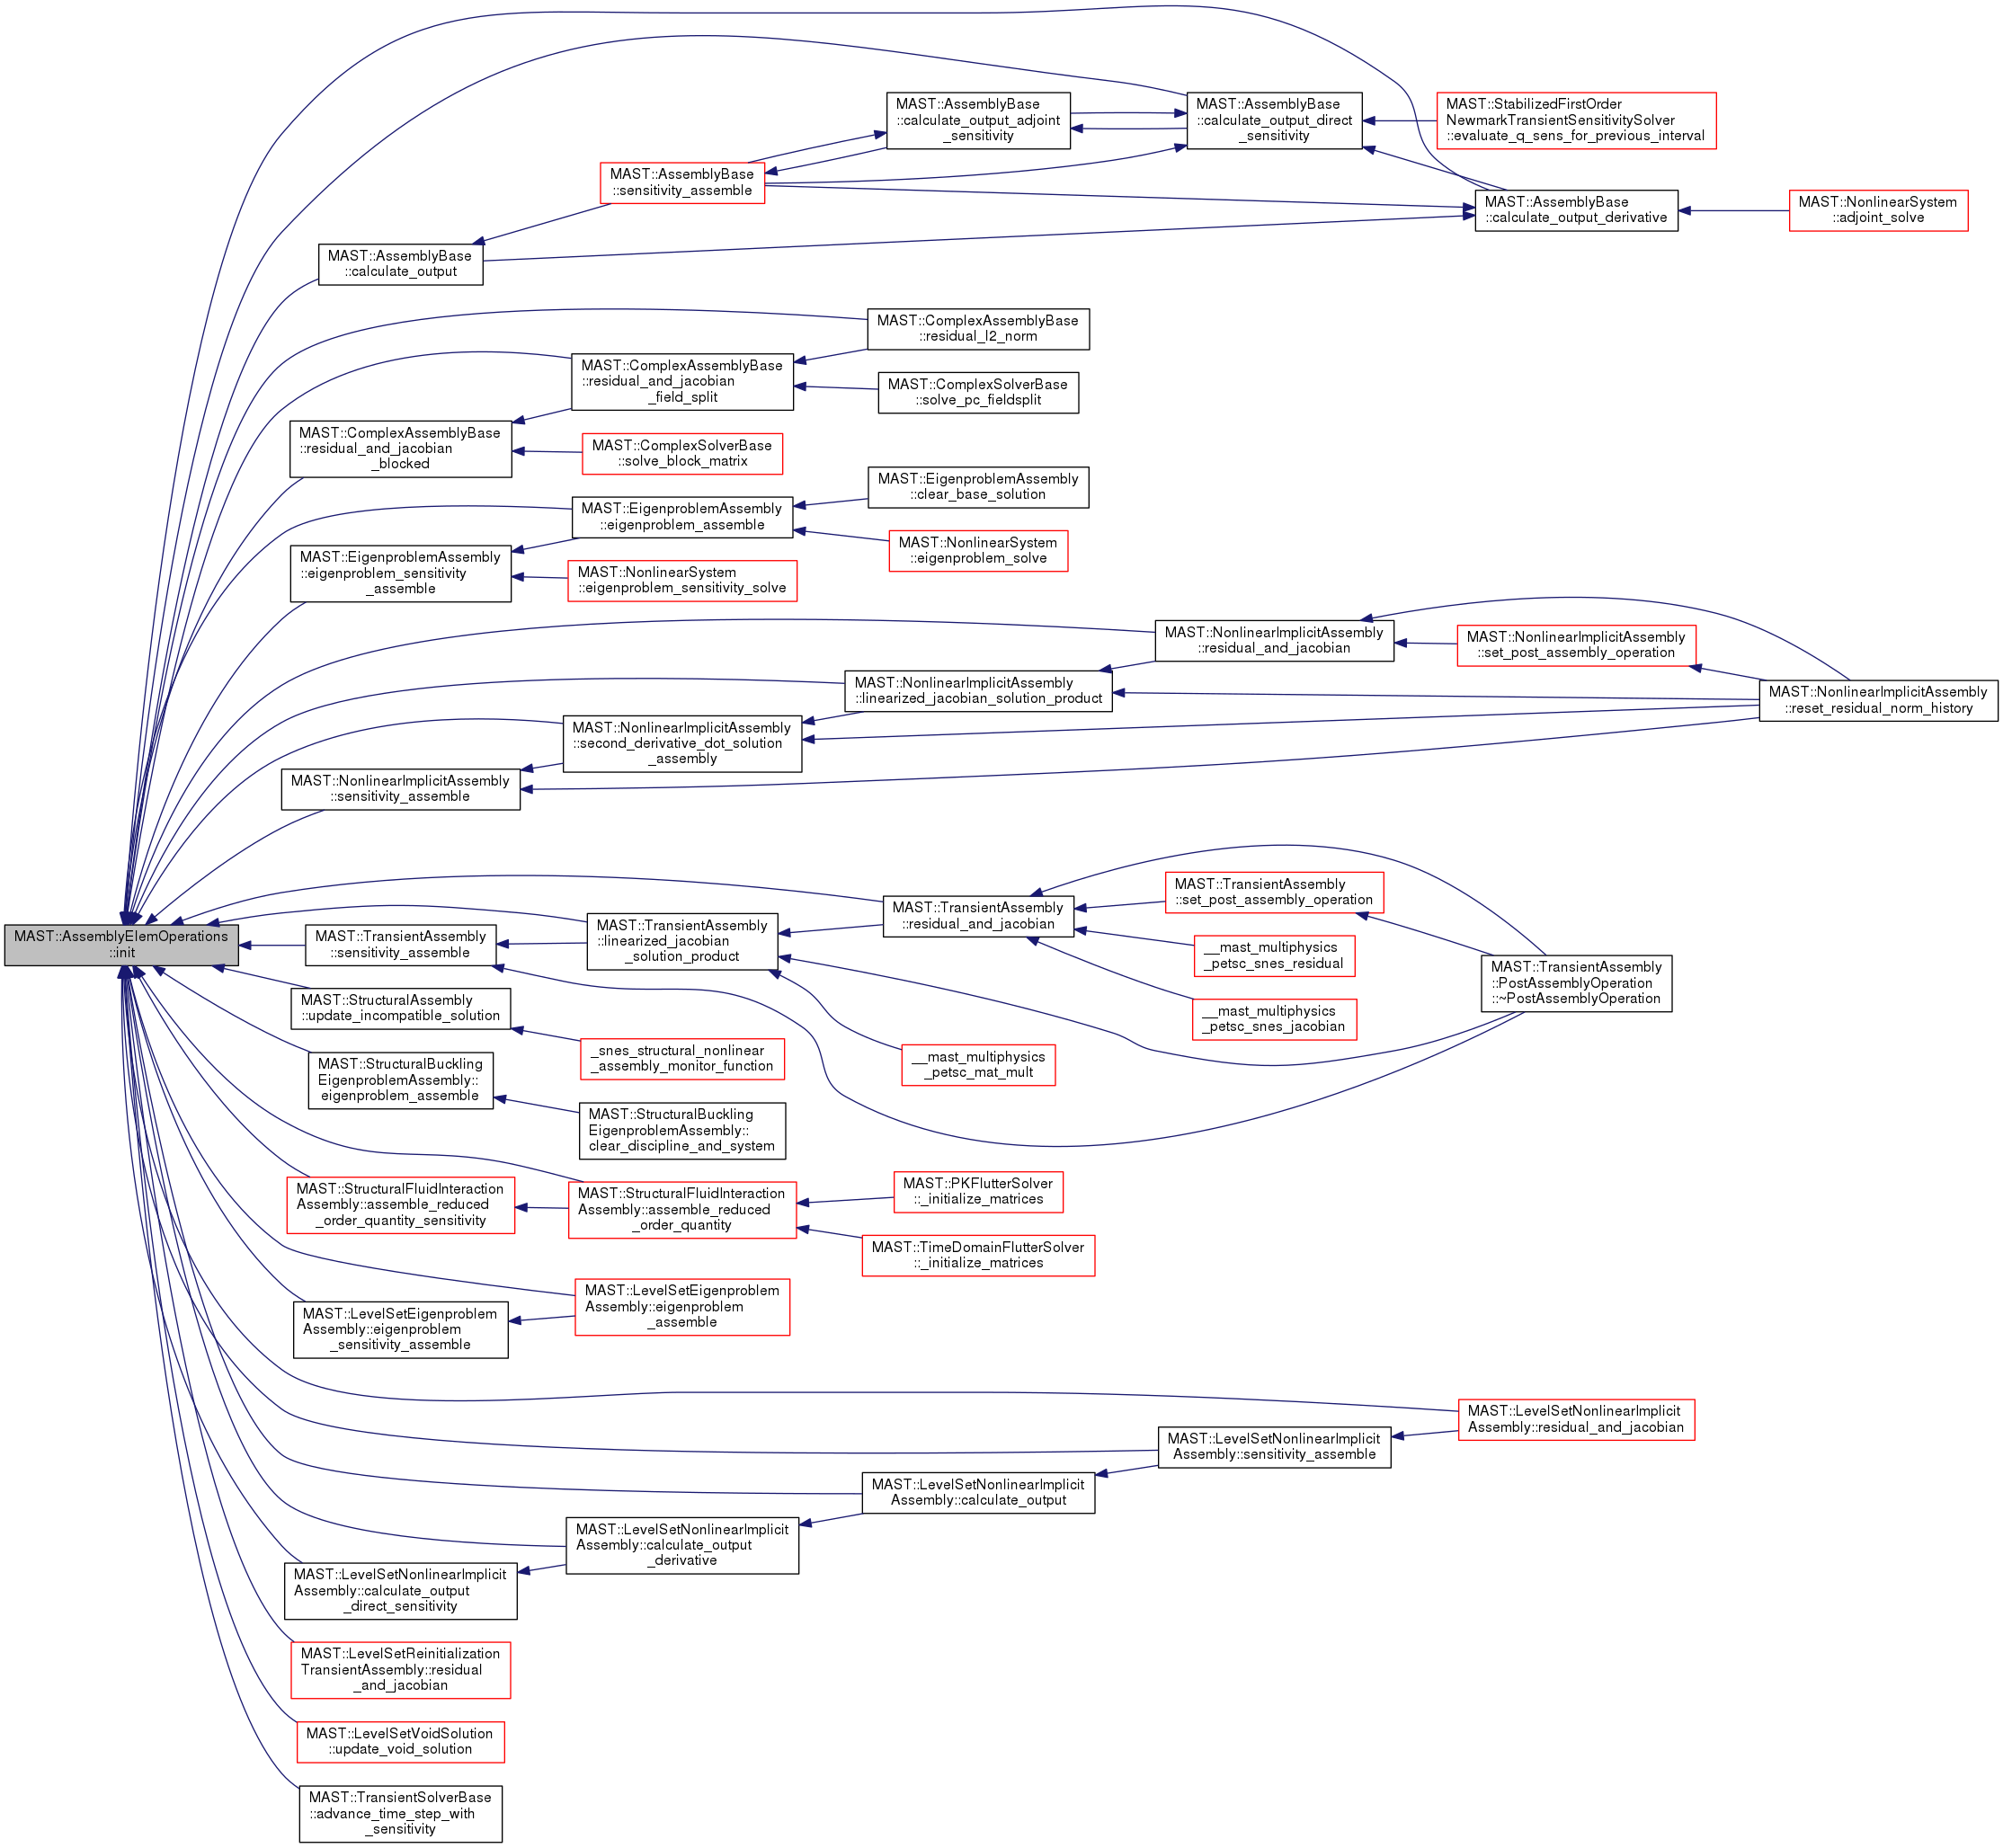 MAST::AssemblyBase
::calculate_output_adjoint
_sensitivity
MAST::AssemblyBase
::calculate_output_direct
_sensitivity
MAST::StabilizedFirstOrder
NewmarkTransientSensitivitySolver
::evaluate_q_sens_for_previous_interval
MAST::AssemblyBase
::sensitivity_assemble
MAST::AssemblyBase
::calculate_output_derivative
MAST::NonlinearSystem
::adjoint_solve
MAST::AssemblyBase
::calculate_output
MAST::ComplexAssemblyBase
::residual_l2_norm
MAST::ComplexAssemblyBase
::residual_and_jacobian
_field_split
MAST::ComplexSolverBase
::solve_pc_fieldsplit
MAST::ComplexAssemblyBase
::residual_and_jacobian
_blocked
MAST::ComplexSolverBase
::solve_block_matrix
MAST::EigenproblemAssembly
::clear_base_solution
MAST::EigenproblemAssembly
::eigenproblem_assemble
MAST::NonlinearSystem
::eigenproblem_solve
MAST::EigenproblemAssembly
::eigenproblem_sensitivity
_assemble
MAST::NonlinearSystem
::eigenproblem_sensitivity_solve
MAST::NonlinearImplicitAssembly
::residual_and_jacobian
MAST::NonlinearImplicitAssembly
::set_post_assembly_operation
MAST::NonlinearImplicitAssembly
::linearized_jacobian_solution_product
MAST::NonlinearImplicitAssembly
::reset_residual_norm_history
MAST::NonlinearImplicitAssembly
::second_derivative_dot_solution
_assembly
MAST::NonlinearImplicitAssembly
::sensitivity_assemble
MAST::AssemblyElemOperations
::init
MAST::TransientAssembly
::sensitivity_assemble
MAST::TransientAssembly
::linearized_jacobian
_solution_product
MAST::TransientAssembly
::residual_and_jacobian
MAST::TransientAssembly
::set_post_assembly_operation
__mast_multiphysics
_petsc_snes_residual
__mast_multiphysics
_petsc_snes_jacobian
MAST::TransientAssembly
::PostAssemblyOperation
::~PostAssemblyOperation
__mast_multiphysics
_petsc_mat_mult
MAST::StructuralAssembly
::update_incompatible_solution
_snes_structural_nonlinear
_assembly_monitor_function
MAST::StructuralBuckling
EigenproblemAssembly::
eigenproblem_assemble
MAST::StructuralBuckling
EigenproblemAssembly::
clear_discipline_and_system
MAST::StructuralFluidInteraction
Assembly::assemble_reduced
_order_quantity_sensitivity
MAST::StructuralFluidInteraction
Assembly::assemble_reduced
_order_quantity
MAST::PKFlutterSolver
::_initialize_matrices
MAST::TimeDomainFlutterSolver
::_initialize_matrices
MAST::LevelSetEigenproblem
Assembly::eigenproblem
_sensitivity_assemble
MAST::LevelSetEigenproblem
Assembly::eigenproblem
_assemble
MAST::LevelSetNonlinearImplicit
Assembly::residual_and_jacobian
MAST::LevelSetNonlinearImplicit
Assembly::sensitivity_assemble
MAST::LevelSetNonlinearImplicit
Assembly::calculate_output
MAST::LevelSetNonlinearImplicit
Assembly::calculate_output
_derivative
MAST::LevelSetNonlinearImplicit
Assembly::calculate_output
_direct_sensitivity
MAST::LevelSetReinitialization
TransientAssembly::residual
_and_jacobian
MAST::LevelSetVoidSolution
::update_void_solution
MAST::TransientSolverBase
::advance_time_step_with
_sensitivity